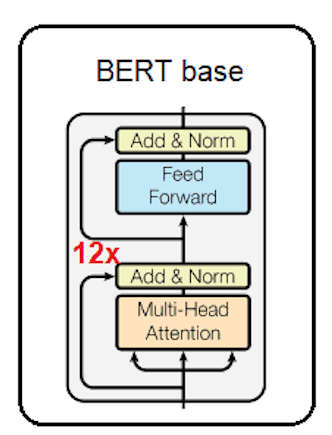 BERT base
Add & Norm
Feed
Forward
12x
Add & Norm
Multi-Head
Attention